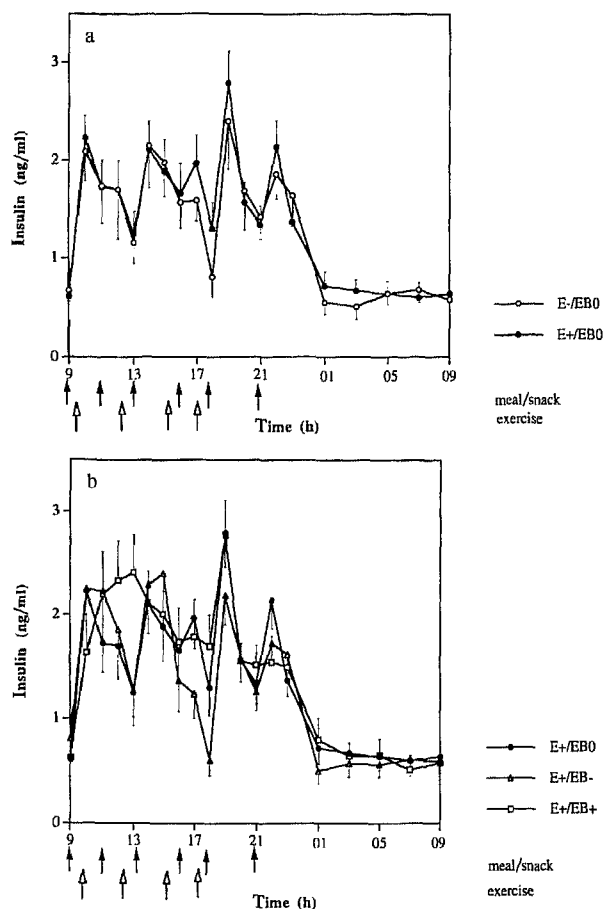 a
3
2
1
0
Insulin (ng/ml)
9 13 17 21 01 05 09
Time (h)
E-/EB0
E+/EB0
meal/snack
exercise
b
3
2
1
0
Insulin (ng/ml)
9 13 17 21 01 05 09
Time (h)
E+/EB0
E+/EB-
E+/EB+
meal/snack
exercise